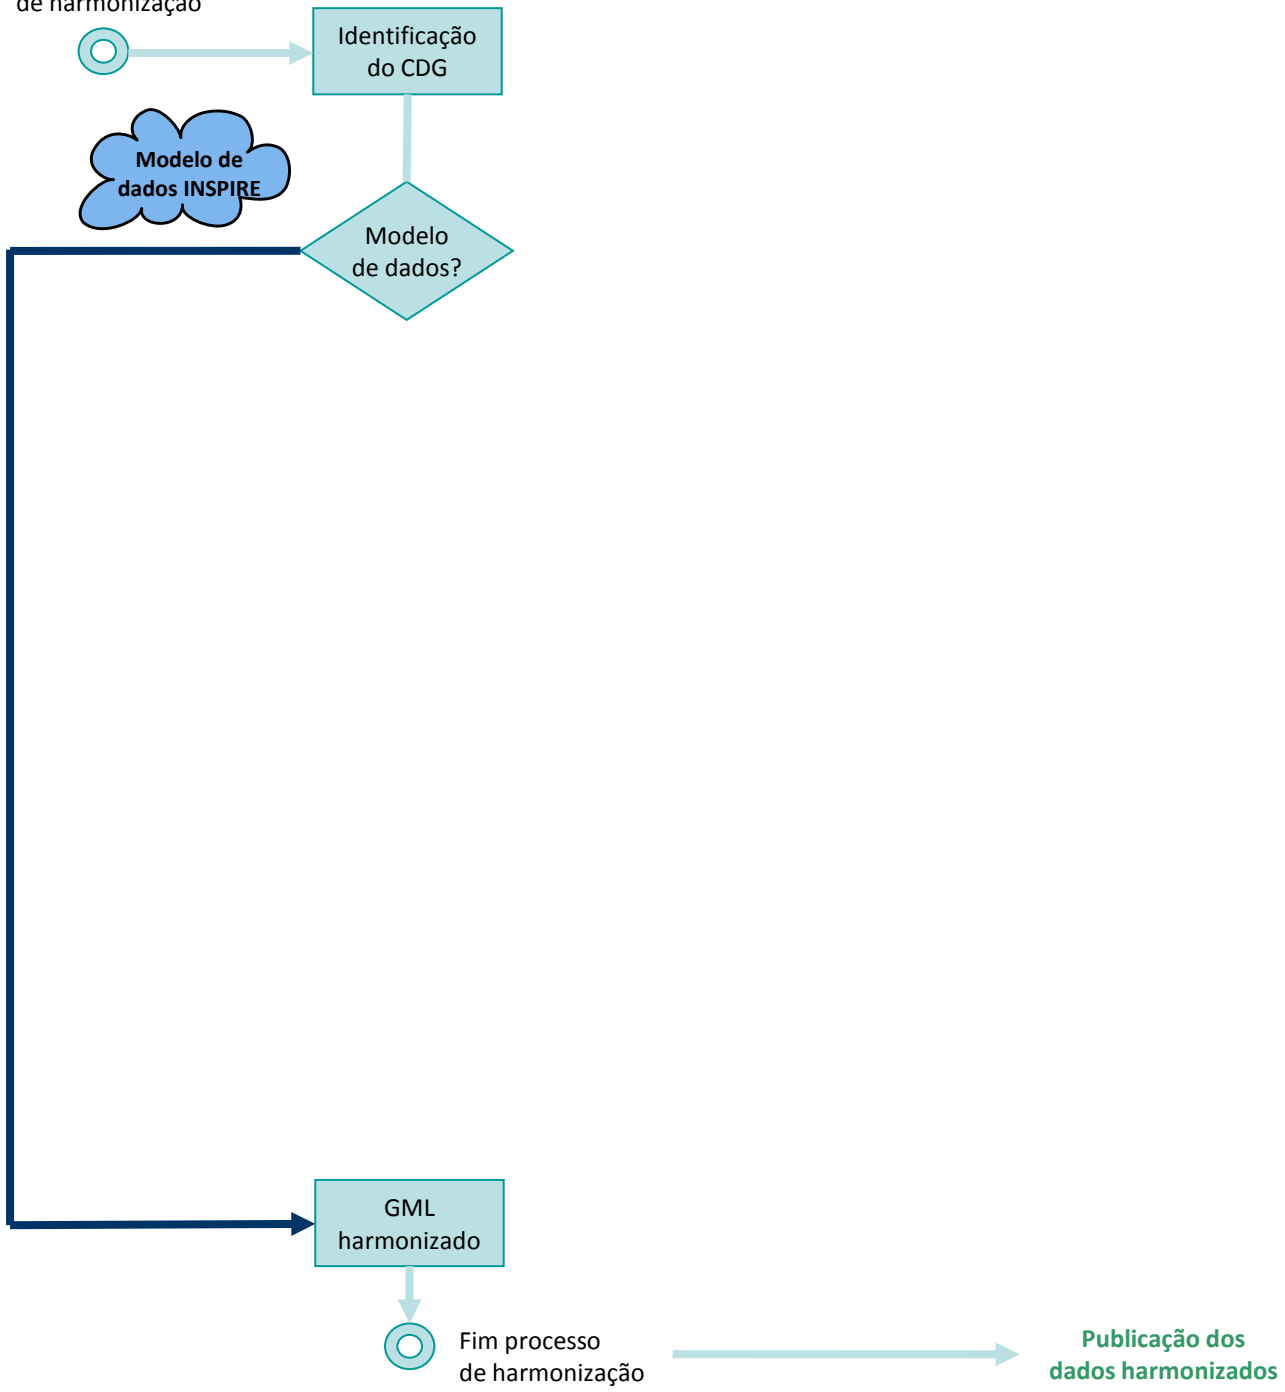 de harmonização
Identificação
do CDG
Modelo de
dados INSPIRE
Modelo
de dados?
GML
harmonizado
Fim processo
de harmonização
Publicação dos
dados harmonizados